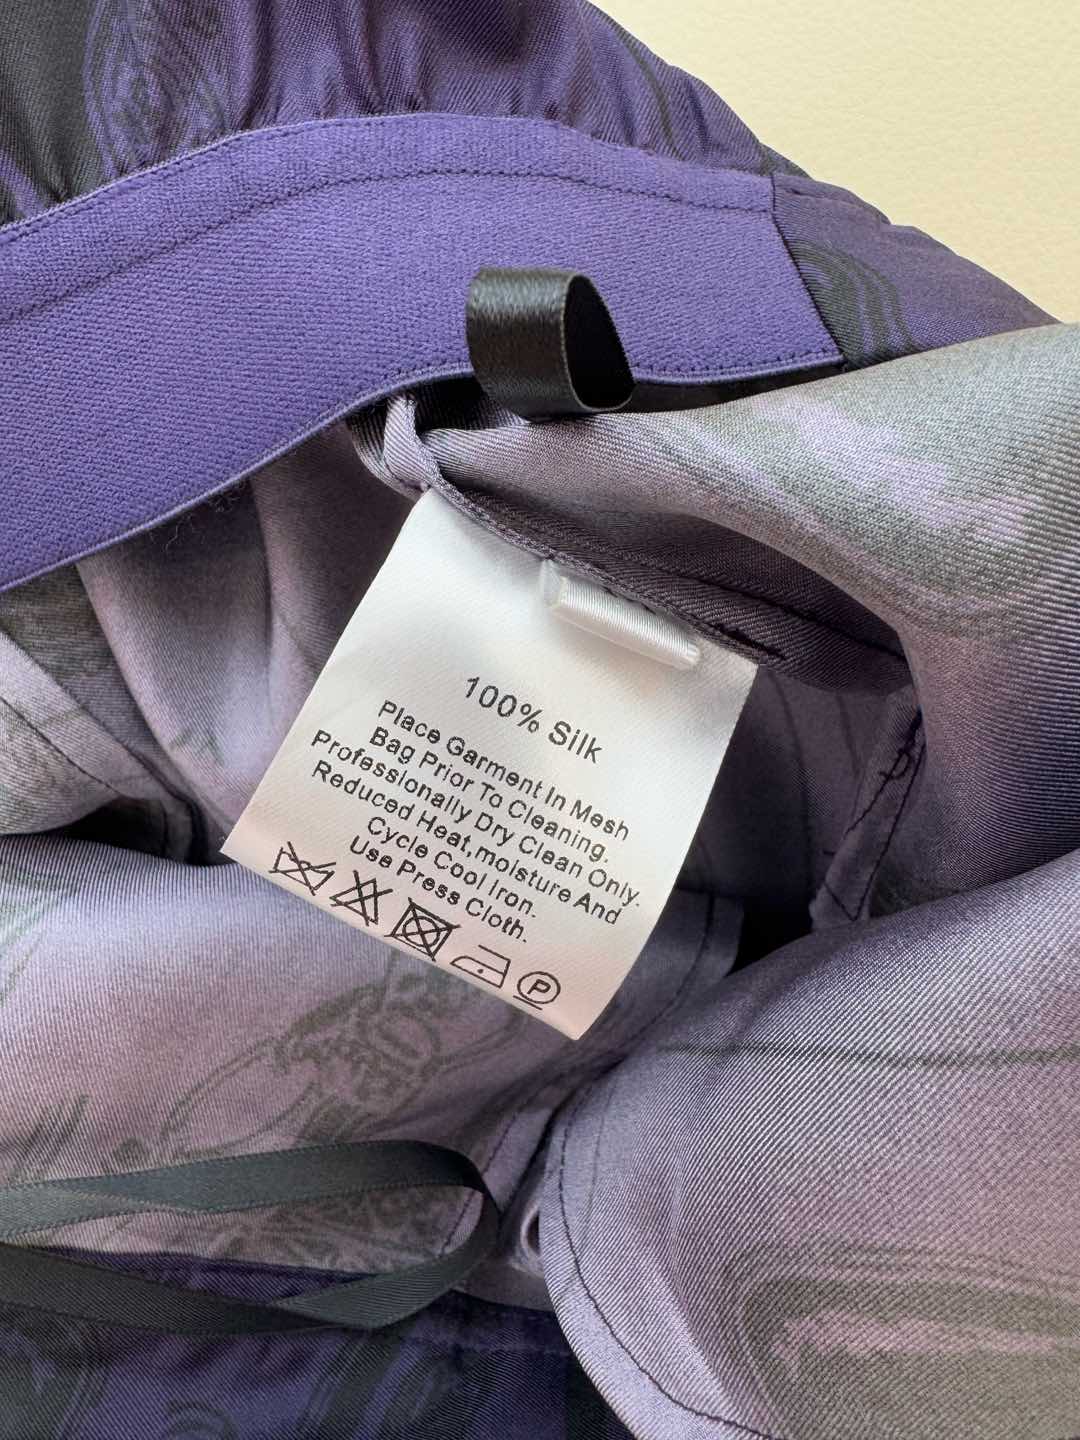 100% Silk
Place Garment In Mesh
Bag Prior To Cleaning.
Professionally Dry Clean Only.
Reduced Heat,moisture And
Cycle Cool Iron.
Use Press Cloth.
P